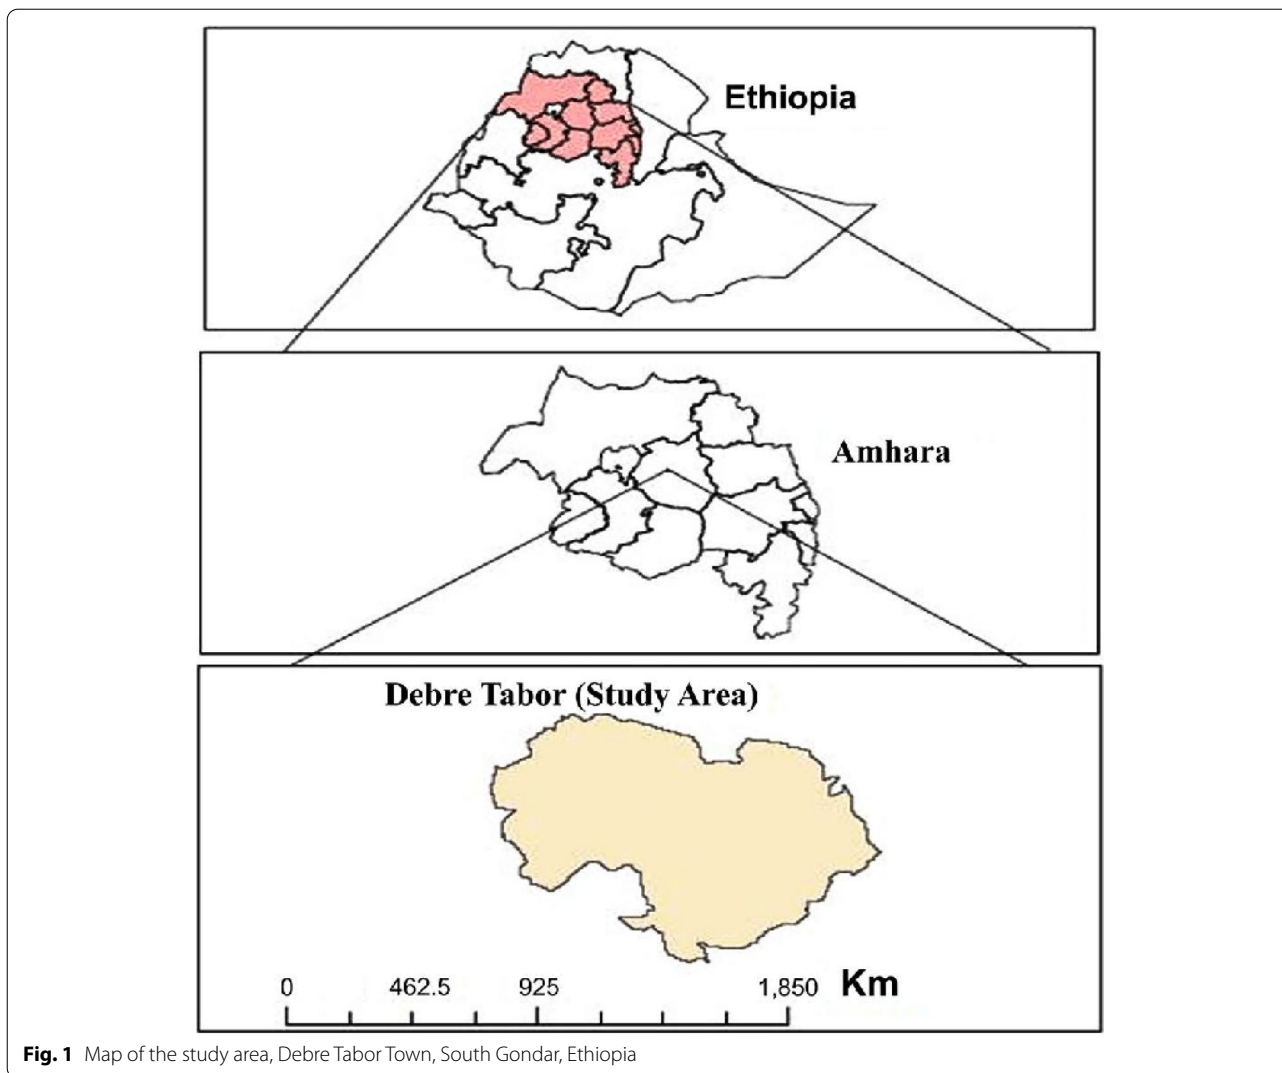 Ethiopia
Amhara
Debre Tabor (Study Area)
0 462.5 925 1,850 Km
Fig. 1 Map of the study area, Debre Tabor Town, South Gondar, Ethiopia